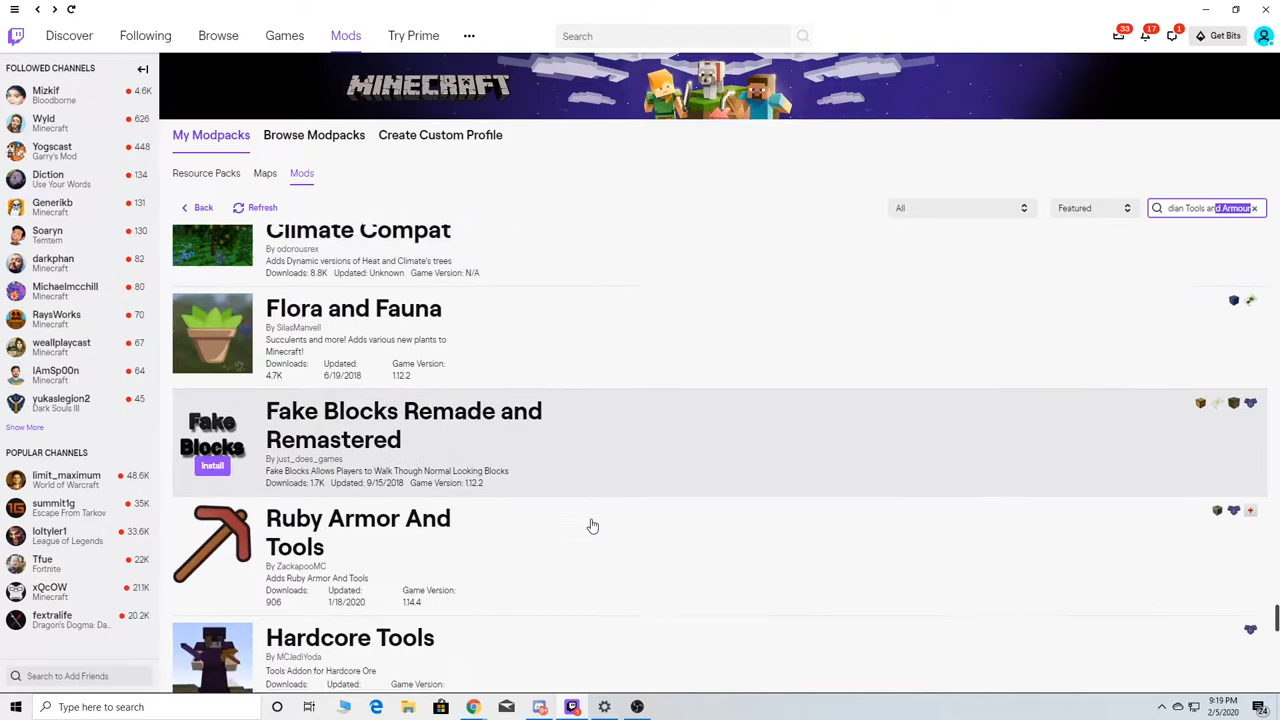 Discover Following Browse Games Mods Try Prime ••• Search 33 17 1 Get Bits
FOLLOWED CHANNELS
Mizkif 4.6K
Bloodborne
Wyld 626
Minecraft
Yogscast 448
Garry's Mod
Diction 134
Use Your Words
Generikb 131
Minecraft
Soaryn 130
Temtem
darkphan 82
Minecraft
Michaelmcchill 80
Minecraft
RaysWorks 70
Minecraft
weallplaycast 67
Minecraft
IAmSp00n 64
Minecraft
yukaslegion2 45
Dark Souls III
Show More
POPULAR CHANNELS
limit_maximum 48.6K
World of Warcraft
summit1g 35K
Escape From Tarkov
loltyler1 33.6K
League of Legends
Tfue 22K
Fortnite
xQcOW 21.1K
Minecraft
fextralife 20.2K
Dragon's Dogma: Da...
Search to Add Friends
MINECRAFT
My Modpacks Browse Modpacks Create Custom Profile
Resource Packs Maps Mods
Back Refresh All Featured dian Tools and Armour ×
Climate Compat
By odorousrex
Adds Dynamic versions of Heat and Climate's trees
Downloads: 8.8K Updated: Unknown Game Version: N/A
Flora and Fauna
By SilasManvell
Succulents and more! Adds various new plants to
Minecraft!
Downloads: Updated: Game Version:
4.7K 6/19/2018 1.12.2
Fake
Blocks
Install
Fake Blocks Remade and
Remastered
By just_does_games
Fake Blocks Allows Players to Walk Though Normal Looking Blocks
Downloads: 1.7K Updated: 9/15/2018 Game Version: 1.12.2
Ruby Armor And
Tools
By ZackapooMC
Adds Ruby Armor And Tools
Downloads: Updated: Game Version:
906 1/18/2020 1.14.4
Hardcore Tools
By MCJediYoda
Tools Addon for Hardcore Ore
Downloads: Updated: Game Version:
Type here to search
9:19 PM
2/5/2020
24